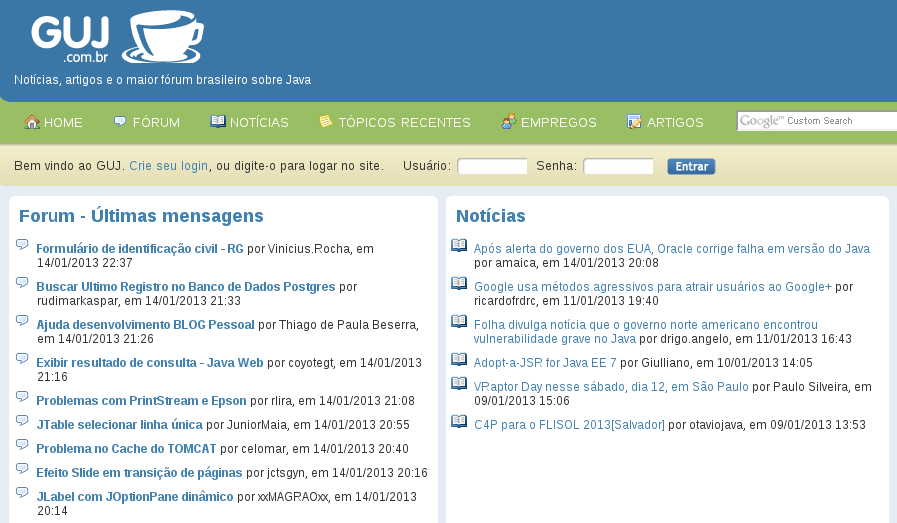 GUJ
.com.br
Notícias, artigos e o maior fórum brasileiro sobre Java
HOME FÓRUM NOTÍCIAS TÓPICOS RECENTES EMPREGOS ARTIGOS Google™ Custom Search
Bem vindo ao GUJ. Crie seu login, ou digite-o para logar no site. Usuário: Senha: Entrar
Forum - Últimas mensagens
Formulário de identificação civil - RG por Vinicius.Rocha, em
14/01/2013 22:37
Buscar Ultimo Registro no Banco de Dados Postgres por
rudimarkaspar, em 14/01/2013 21:33
Ajuda desenvolvimento BLOG Pessoal por Thiago de Paula Beserra,
em 14/01/2013 21:26
Exibir resultado de consulta - Java Web por coyotegt, em 14/01/2013
21:16
Problemas com PrintStream e Epson por rlira, em 14/01/2013 21:08
JTable selecionar linha única por JuniorMaia, em 14/01/2013 20:55
Problema no Cache do TOMCAT por celomar, em 14/01/2013 20:40
Efeito Slide em transição de páginas por jctsgyn, em 14/01/2013 20:16
JLabel com JOptionPane dinâmico por xxMAGRAOxx, em 14/01/2013
20:14
Notícias
Após alerta do governo dos EUA, Oracle corrige falha em versão do Java
por amaica, em 14/01/2013 20:08
Google usa métodos agressivos para atrair usuários ao Google+ por
ricardofrdrc, em 11/01/2013 19:40
Folha divulga notícia que o governo norte americano encontrou
vulnerabilidade grave no Java por drigo.angelo, em 11/01/2013 16:43
Adopt-a-JSR for Java EE 7 por Giulliano, em 10/01/2013 14:05
VRaptor Day nesse sábado, dia 12, em São Paulo por Paulo Silveira, em
09/01/2013 15:06
C4P para o FLISOL 2013[Salvador] por otaviojava, em 09/01/2013 13:53